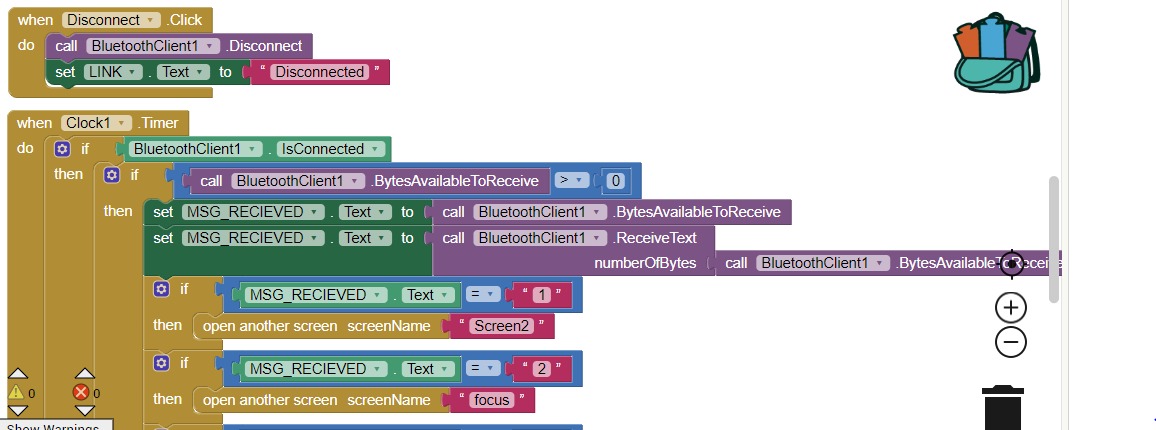 when Disconnect .Click
do call BluetoothClient1 .Disconnect
set LINK . Text to " Disconnected "
when Clock1 .Timer
do if BluetoothClient1 . IsConnected
then if call BluetoothClient1 .BytesAvailableToReceive > 0
then set MSG_RECIEVED . Text to call BluetoothClient1 .BytesAvailableToReceive
set MSG_RECIEVED . Text to call BluetoothClient1 .ReceiveText
numberOfBytes call BluetoothClient1 .BytesAvailableToReceive
if MSG_RECIEVED . Text = " 1 "
then open another screen screenName " Screen2 "
if MSG_RECIEVED . Text = " 2 "
0 0
then open another screen screenName " focus "
Show Warnings